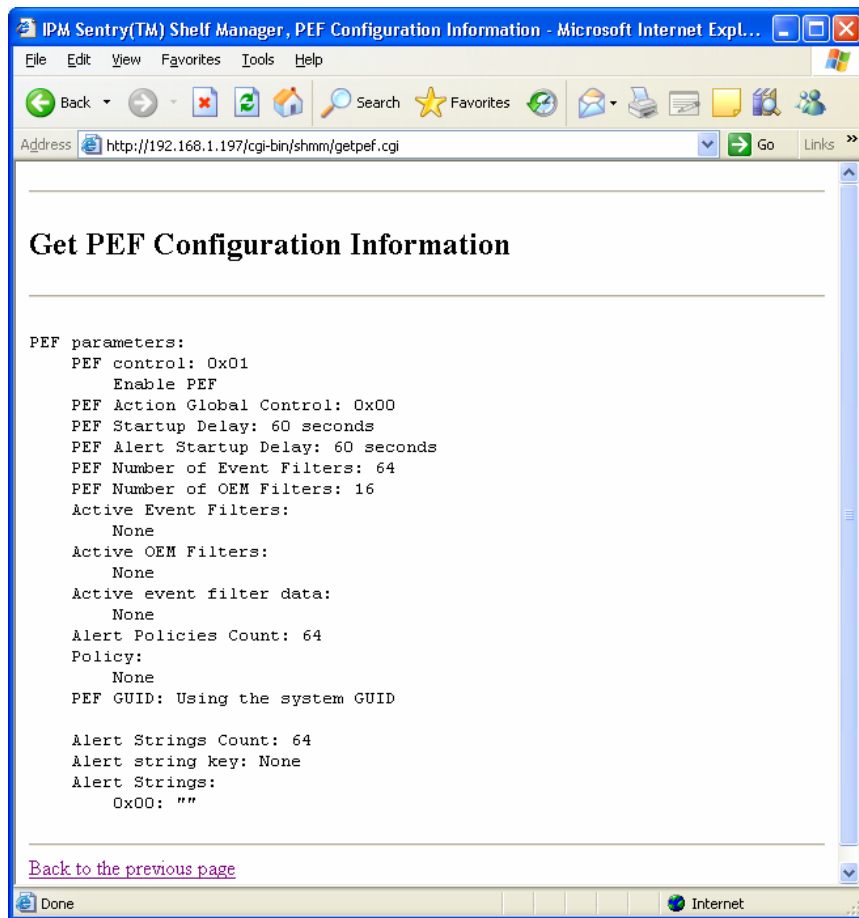 IPM Sentry(TM) Shelf Manager, PEF Configuration Information - Microsoft Internet Expl...
File Edit View Favorites Tools Help
Back Search Favorites
Address http://192.168.1.197/cgi-bin/shmm/getpef.cgi Go Links »
Get PEF Configuration Information
PEF parameters:
PEF control: 0x01
Enable PEF
PEF Action Global Control: 0x00
PEF Startup Delay: 60 seconds
PEF Alert Startup Delay: 60 seconds
PEF Number of Event Filters: 64
PEF Number of OEM Filters: 16
Active Event Filters:
None
Active OEM Filters:
None
Active event filter data:
None
Alert Policies Count: 64
Policy:
None
PEF GUID: Using the system GUID
Alert Strings Count: 64
Alert string key: None
Alert Strings:
0x00: ""
Back to the previous page
Done Internet